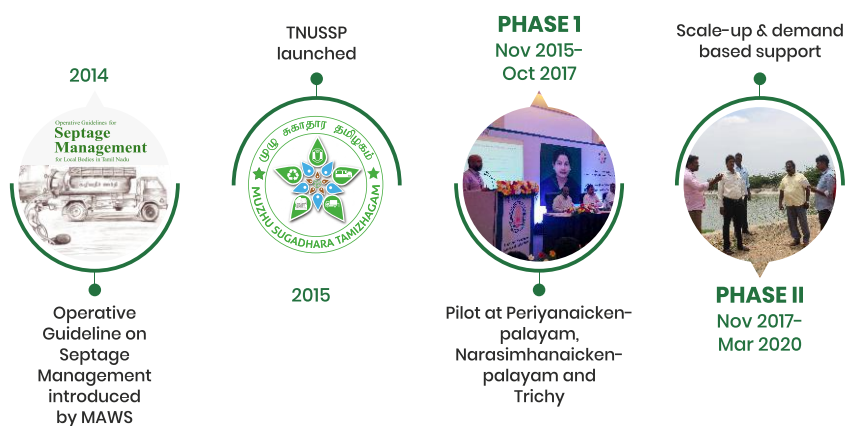 2014
Operative Guidelines for
Septage
Management
for Local Bodies in Tamil Nadu
கழிவுநீர் ஊர்தி
Operative
Guideline on
Septage
Management
introduced
by MAWS
TNUSSP
launched
முழு சுகாதார தமிழகம்
MUZHU SUGADHARA TAMIZHAGAM
2015
PHASE 1
Nov 2015-
Oct 2017
Pilot at Periyanaicken-
palayam,
Narasimhanaicken-
palayam and
Trichy
Scale-up & demand
based support
PHASE II
Nov 2017-
Mar 2020